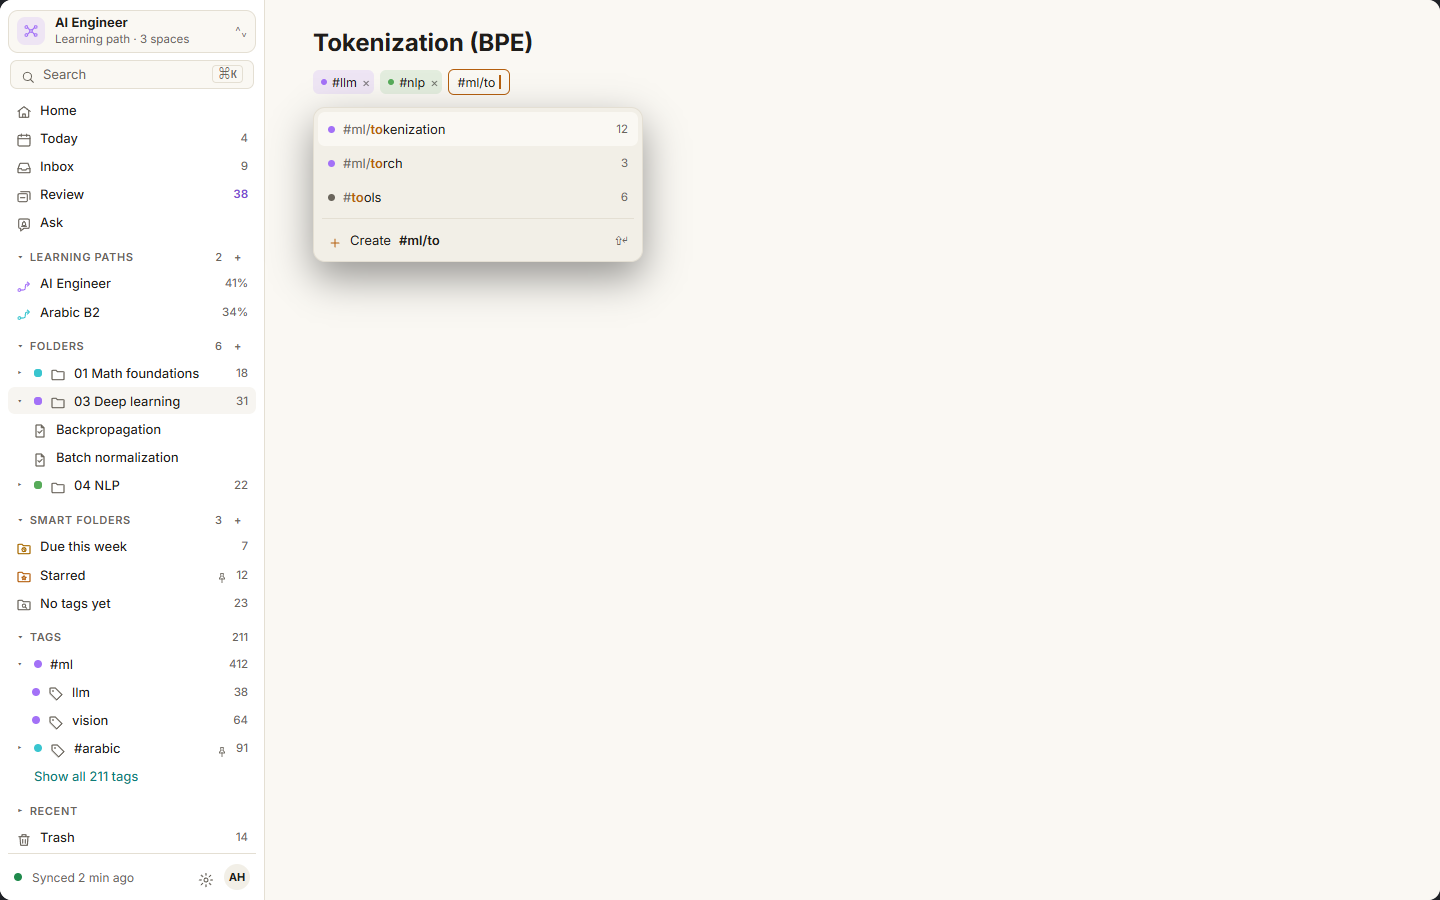 AI Engineer
Learning path · 3 spaces
Search ⌘K
Home
Today 4
Inbox 9
Review 38
Ask
LEARNING PATHS 2 +
AI Engineer 41%
Arabic B2 34%
FOLDERS 6 +
01 Math foundations 18
03 Deep learning 31
Backpropagation
Batch normalization
04 NLP 22
SMART FOLDERS 3 +
Due this week 7
Starred 12
No tags yet 23
TAGS 211
#ml 412
llm 38
vision 64
#arabic 91
Show all 211 tags
RECENT
Trash 14
Synced 2 min ago AH
Tokenization (BPE)
#llm × #nlp × #ml/to
#ml/tokenization 12
#ml/torch 3
#tools 6
+ Create #ml/to ⇧↵